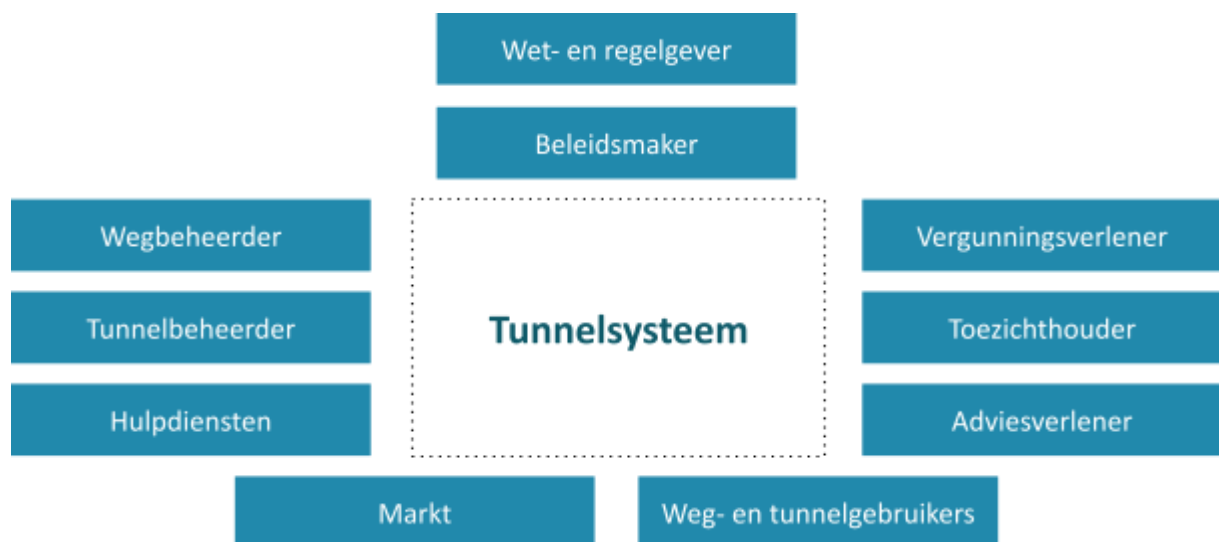 Wet- en regelgever
Beleidsmaker
Wegbeheerder
Tunnelbeheerder
Hulpdiensten
Tunnelsysteem
Vergunningsverlener
Toezichthouder
Adviesverlener
Markt
Weg- en tunnelgebruikers